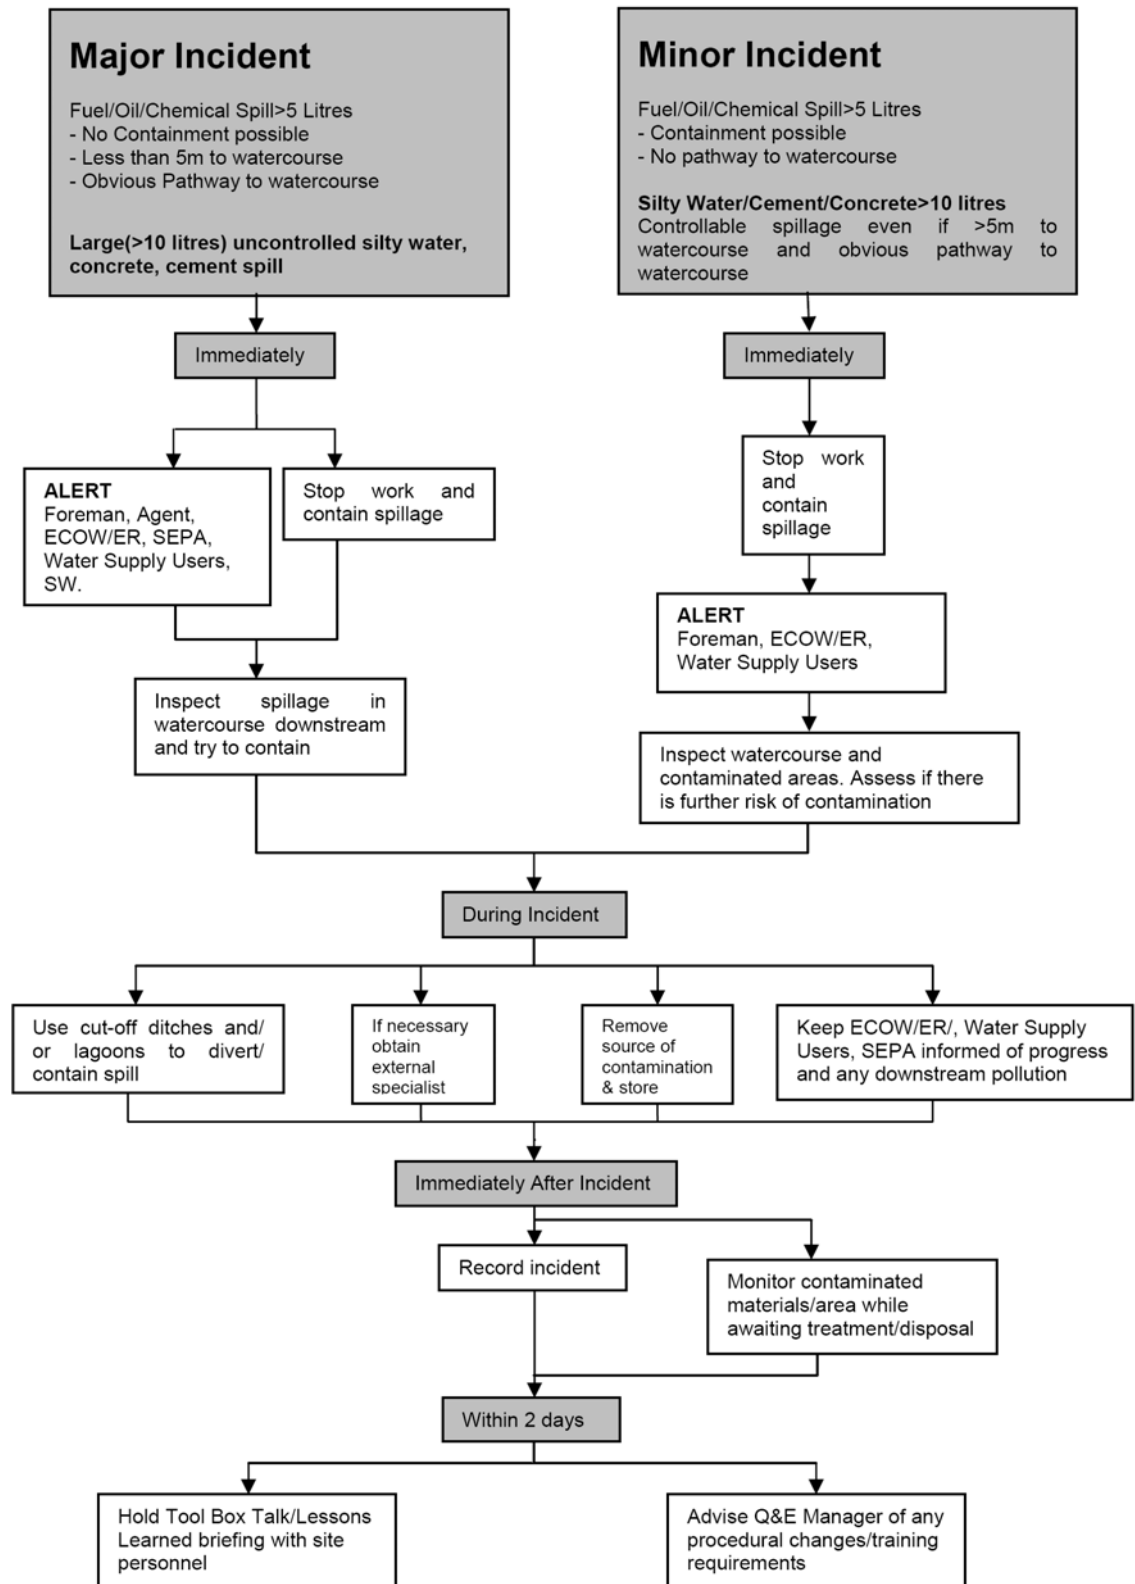 Major Incident
Fuel/Oil/Chemical Spill>5 Litres
- No Containment possible
- Less than 5m to watercourse
- Obvious Pathway to watercourse
Large(>10 litres) uncontrolled silty water,
concrete, cement spill
Minor Incident
Fuel/Oil/Chemical Spill>5 Litres
- Containment possible
- No pathway to watercourse
Silty Water/Cement/Concrete>10 litres
Controllable spillage even if >5m to
watercourse and obvious pathway to
watercourse
Immediately
Immediately
ALERT
Foreman, Agent,
ECOW/ER, SEPA,
Water Supply Users,
SW.
Stop work and
contain spillage
Stop work
and
contain
spillage
ALERT
Foreman, ECOW/ER,
Water Supply Users
Inspect spillage in
watercourse downstream
and try to contain
Inspect watercourse and
contaminated areas. Assess if there
is further risk of contamination
During Incident
Use cut-off ditches and/
or lagoons to divert/
contain spill
If necessary
obtain
external
specialist
Remove
source of
contamination
& store
Keep ECOW/ER/, Water Supply
Users, SEPA informed of progress
and any downstream pollution
Immediately After Incident
Record incident
Monitor contaminated
materials/area while
awaiting treatment/disposal
Within 2 days
Hold Tool Box Talk/Lessons
Learned briefing with site
personnel
Advise Q&E Manager of any
procedural changes/training
requirements